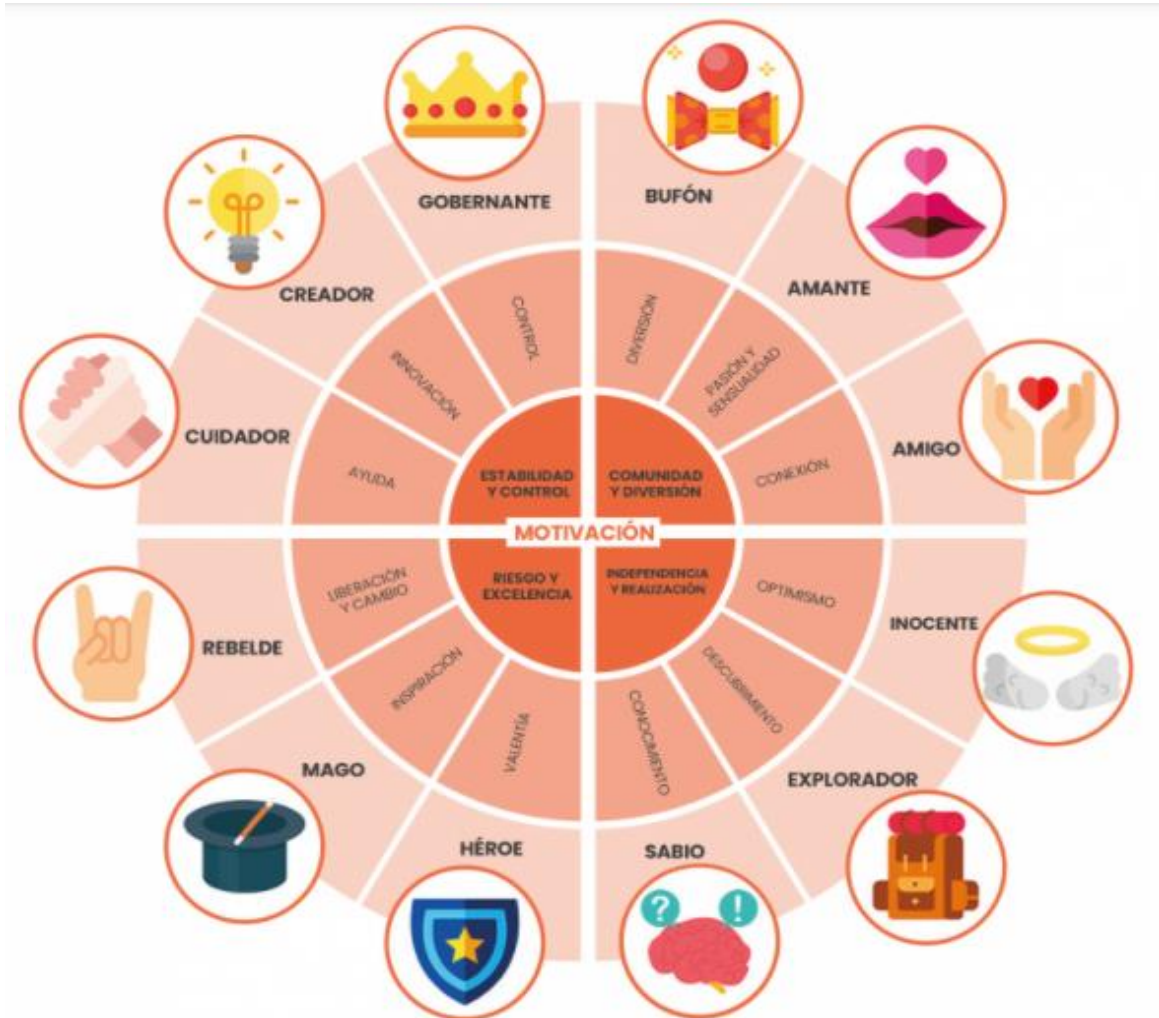 GOBERNANTE
BUFÓN
AMANTE
AMIGO
INOCENTE
EXPLORADOR
SABIO
HÉROE
MAGO
REBELDE
CUIDADOR
CREADOR
CONTROL
DIVERSIÓN
PASIÓN Y
SENSUALIDAD
CONEXIÓN
OPTIMISMO
DESCUBRIMIENTO
CONOCIMIENTO
VALENTÍA
INSPIRACIÓN
LIBERACIÓN
Y CAMBIO
AYUDA
INNOVACIÓN
ESTABILIDAD
Y CONTROL
COMUNIDAD
Y DIVERSIÓN
MOTIVACIÓN
RIESGO Y
EXCELENCIA
INDEPENDENCIA
Y REALIZACIÓN
?
!